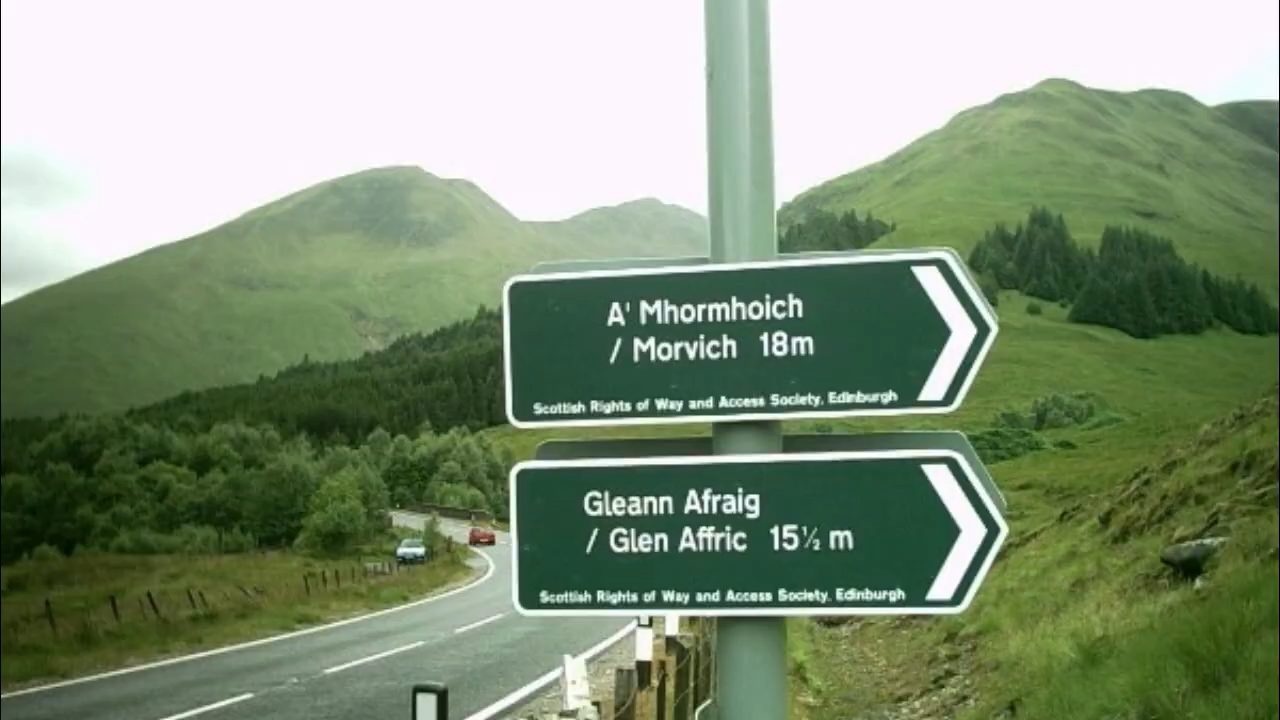 A' Mhormhoich
/ Morvich 18m
Scottish Rights of Way and Access Society, Edinburgh
Gleann Afraig
/ Glen Affric 15½ m
Scottish Rights of Way and Access Society, Edinburgh